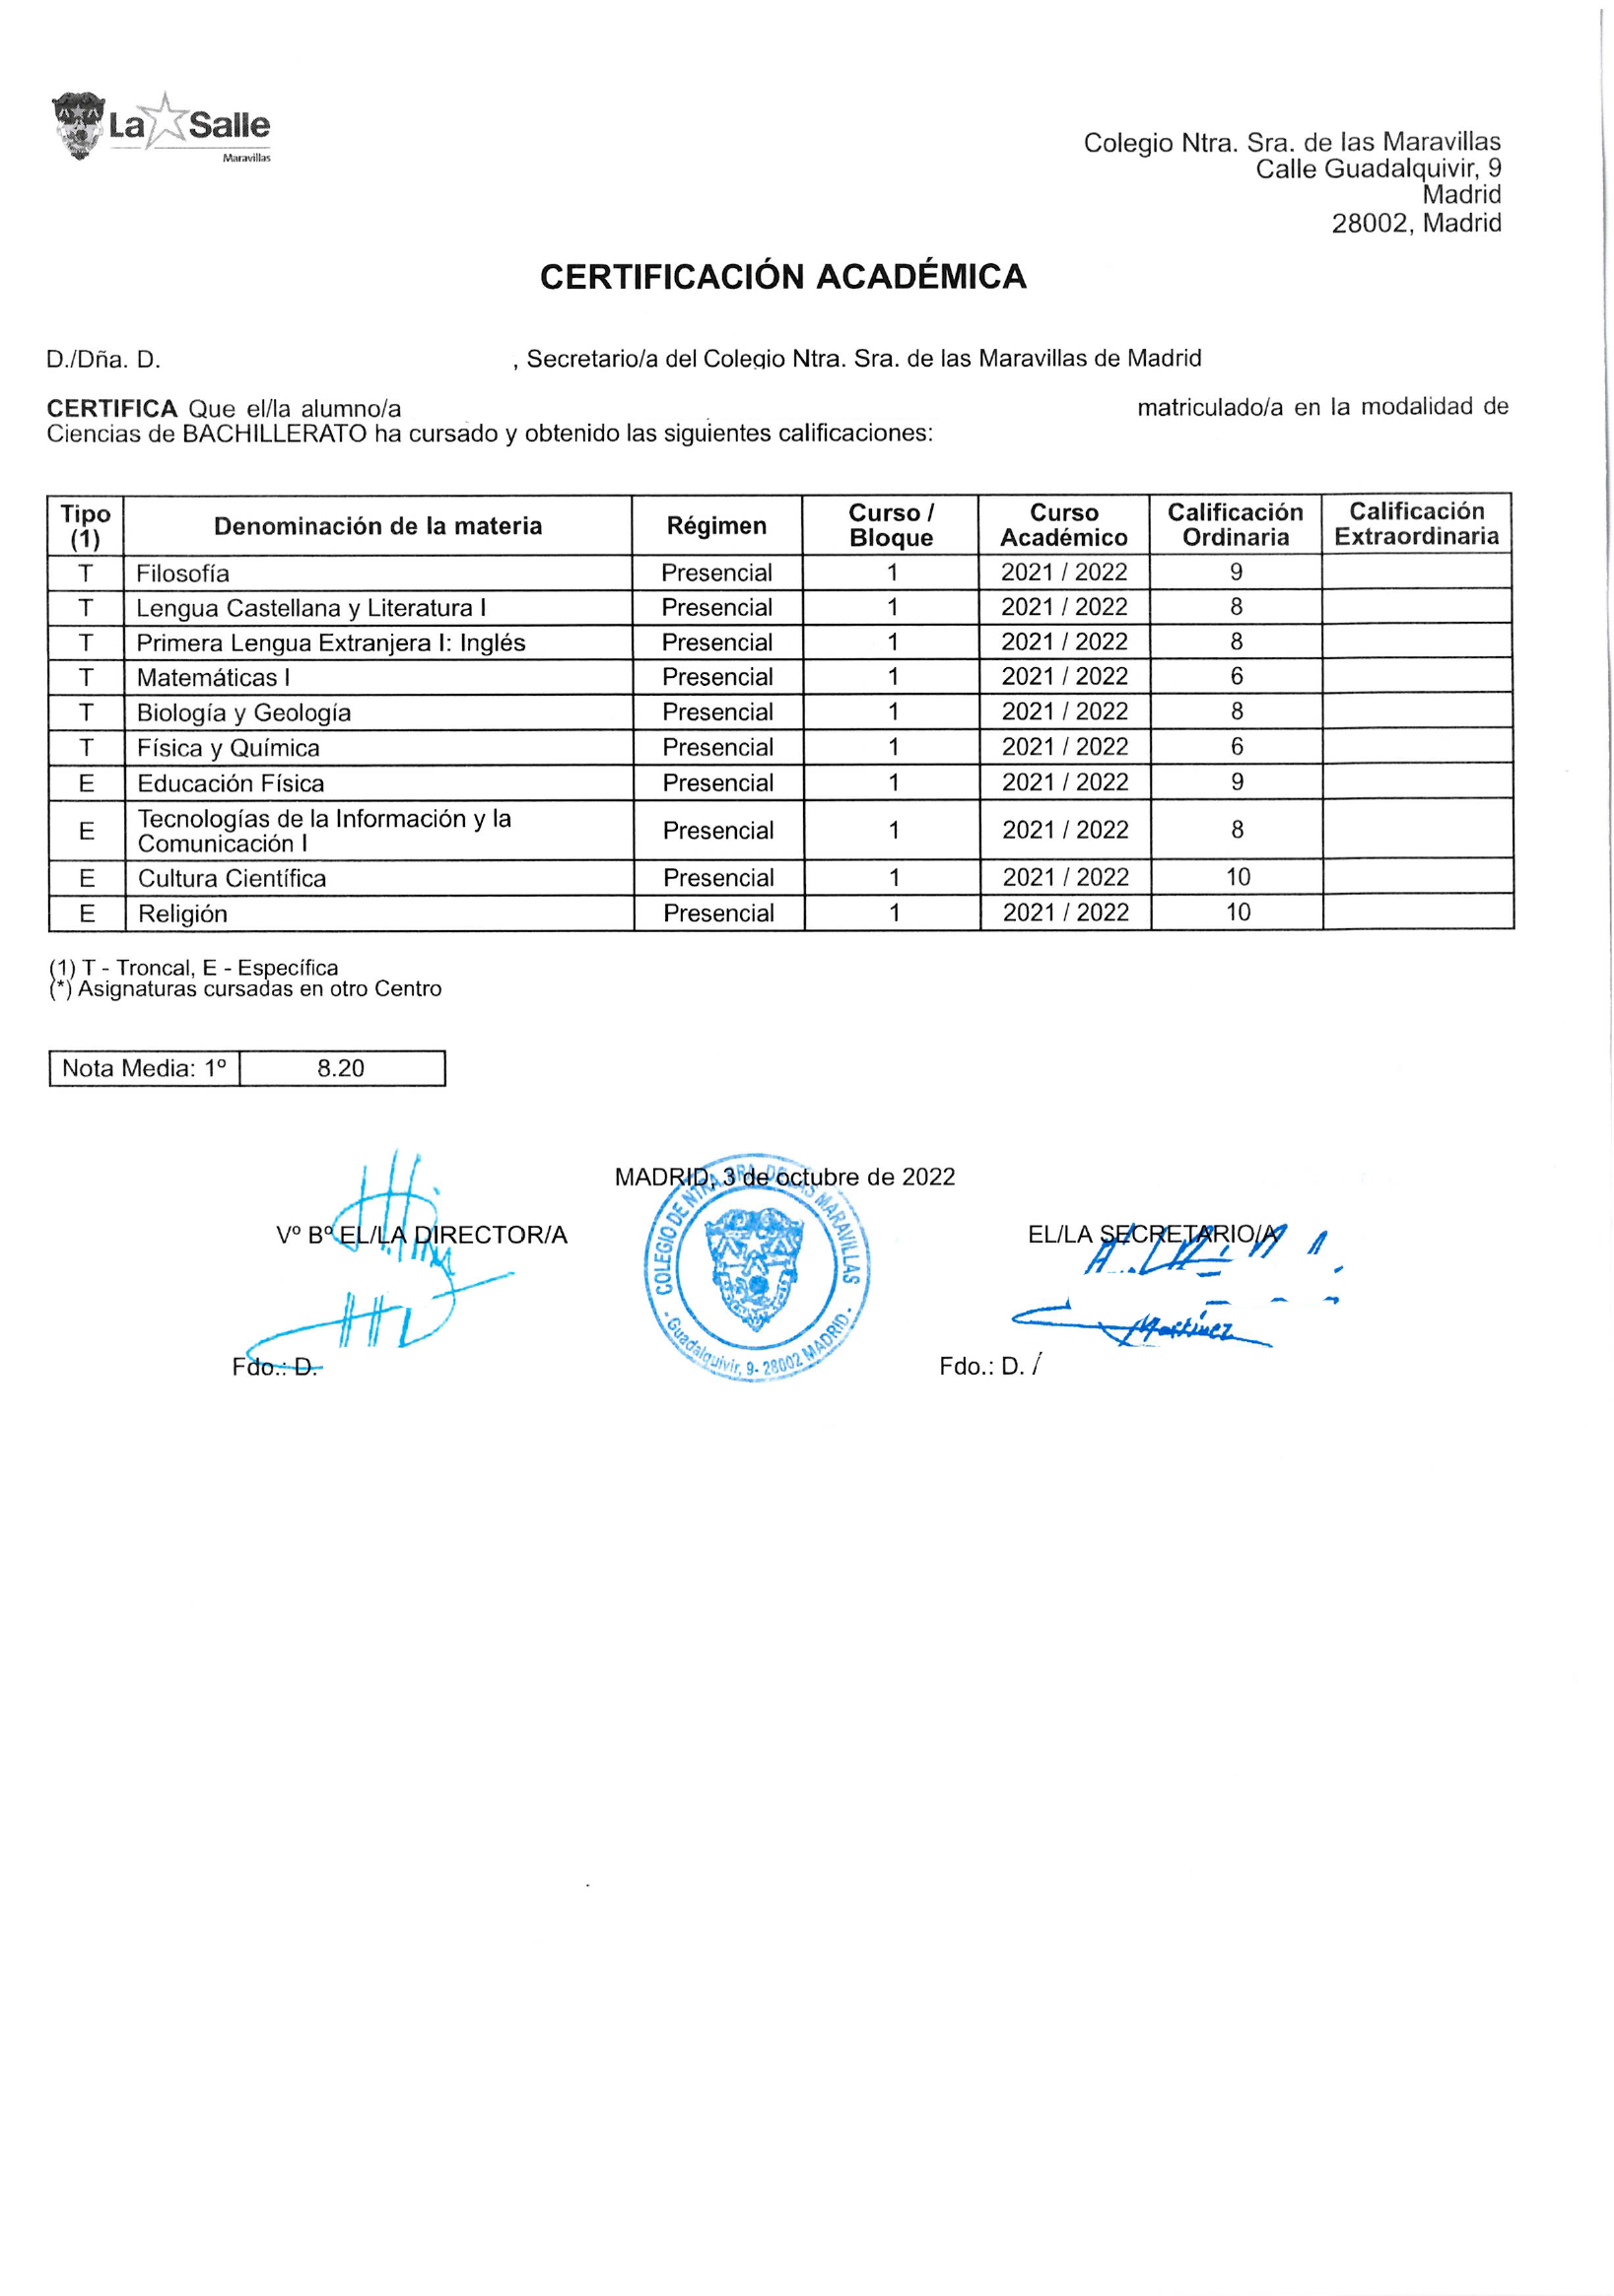 La Salle
Maravillas
Colegio Ntra. Sra. de las Maravillas
Calle Guadalquivir, 9
Madrid
28002, Madrid
CERTIFICACIÓN ACADÉMICA
D./Dña. D. , Secretario/a del Colegio Ntra. Sra. de las Maravillas de Madrid
CERTIFICA Que el/la alumno/a matriculado/a en la modalidad de
Ciencias de BACHILLERATO ha cursado y obtenido las siguientes calificaciones:
Tipo (1) Denominación de la materia Régimen Curso / Bloque Curso Académico Calificación Ordinaria Calificación Extraordinaria
T Filosofía Presencial 1 2021 / 2022 9
T Lengua Castellana y Literatura I Presencial 1 2021 / 2022 8
T Primera Lengua Extranjera I: Inglés Presencial 1 2021 / 2022 8
T Matemáticas I Presencial 1 2021 / 2022 6
T Biología y Geología Presencial 1 2021 / 2022 8
T Física y Química Presencial 1 2021 / 2022 6
E Educación Física Presencial 1 2021 / 2022 9
E Tecnologías de la Información y la Comunicación I Presencial 1 2021 / 2022 8
E Cultura Científica Presencial 1 2021 / 2022 10
E Religión Presencial 1 2021 / 2022 10
(1) T - Troncal, E - Específica
(*) Asignaturas cursadas en otro Centro
Nota Media: 1º 8.20
MADRID, 3 de octubre de 2022
Vº Bº EL/LA DIRECTOR/A
EL/LA SECRETARIO/A
COLEGIO DE NTRA. SRA. DE LAS MARAVILLAS
- Guadalquivir, 9- 28002 MADRID -
Martínez
Fdo.: D.
Fdo.: D.